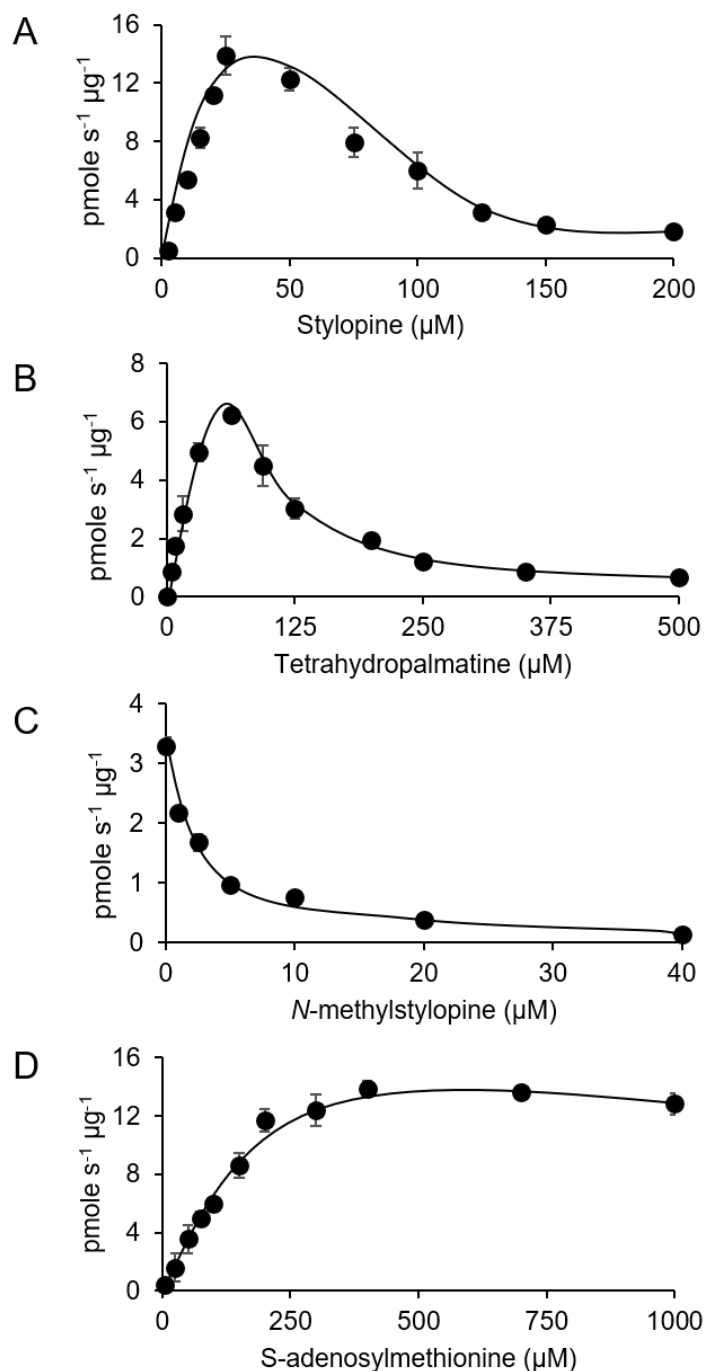 A
pmole s⁻¹ µg⁻¹
16
12
8
4
0
0 50 100 150 200
Stylopine (µM)
B
pmole s⁻¹ µg⁻¹
8
6
4
2
0
0 125 250 375 500
Tetrahydropalmatine (µM)
C
pmole s⁻¹ µg⁻¹
4
3
2
1
0
0 10 20 30 40
N-methylstylopine (µM)
D
pmole s⁻¹ µg⁻¹
16
12
8
4
0
0 250 500 750 1000
S-adenosylmethionine (µM)